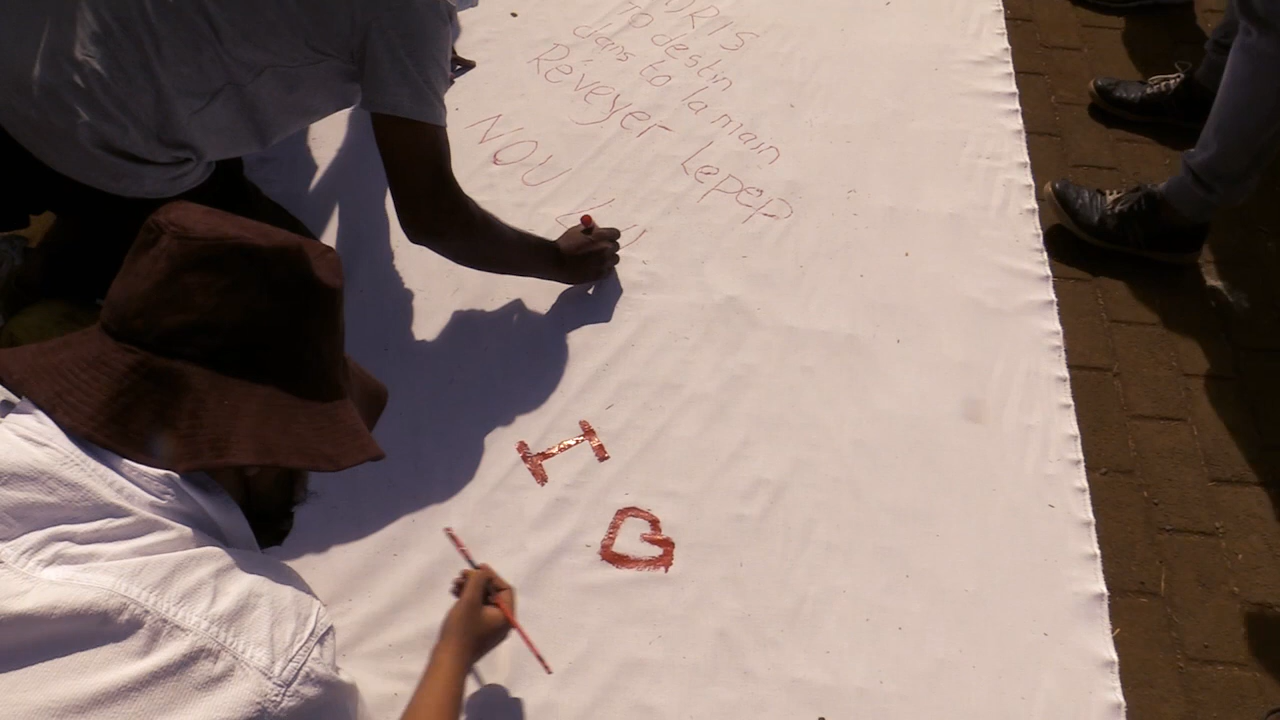 to destin
dans to la main
Réveyer Lepep
NOU
I